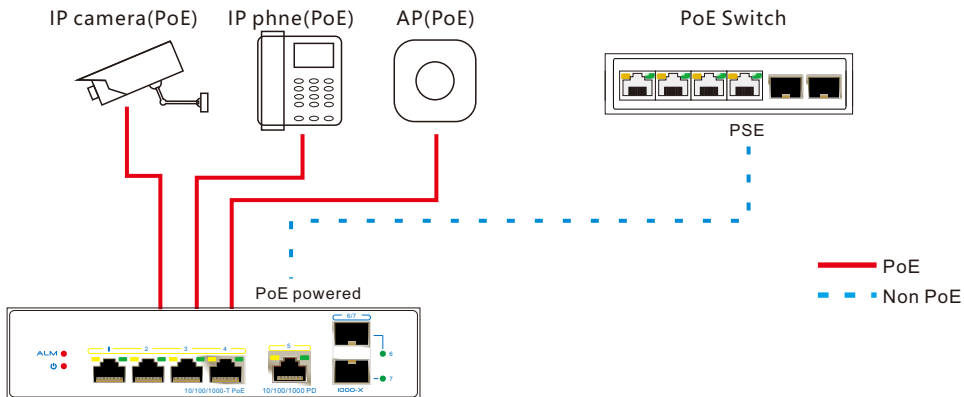 IP camera(PoE) IP phne(PoE) AP(PoE) PoE Switch
PSE
PoE
PoE powered
Non PoE
6/7
1 2 3 4 5
ALM
6
7
10/100/1000-T PoE 10/100/1000 PD 1000-X